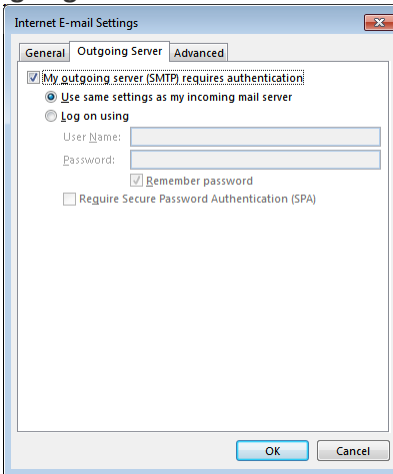 Internet E-mail Settings
General Outgoing Server Advanced
My outgoing server (SMTP) requires authentication
Use same settings as my incoming mail server
Log on using
User Name:
Password:
Remember password
Require Secure Password Authentication (SPA)
OK Cancel